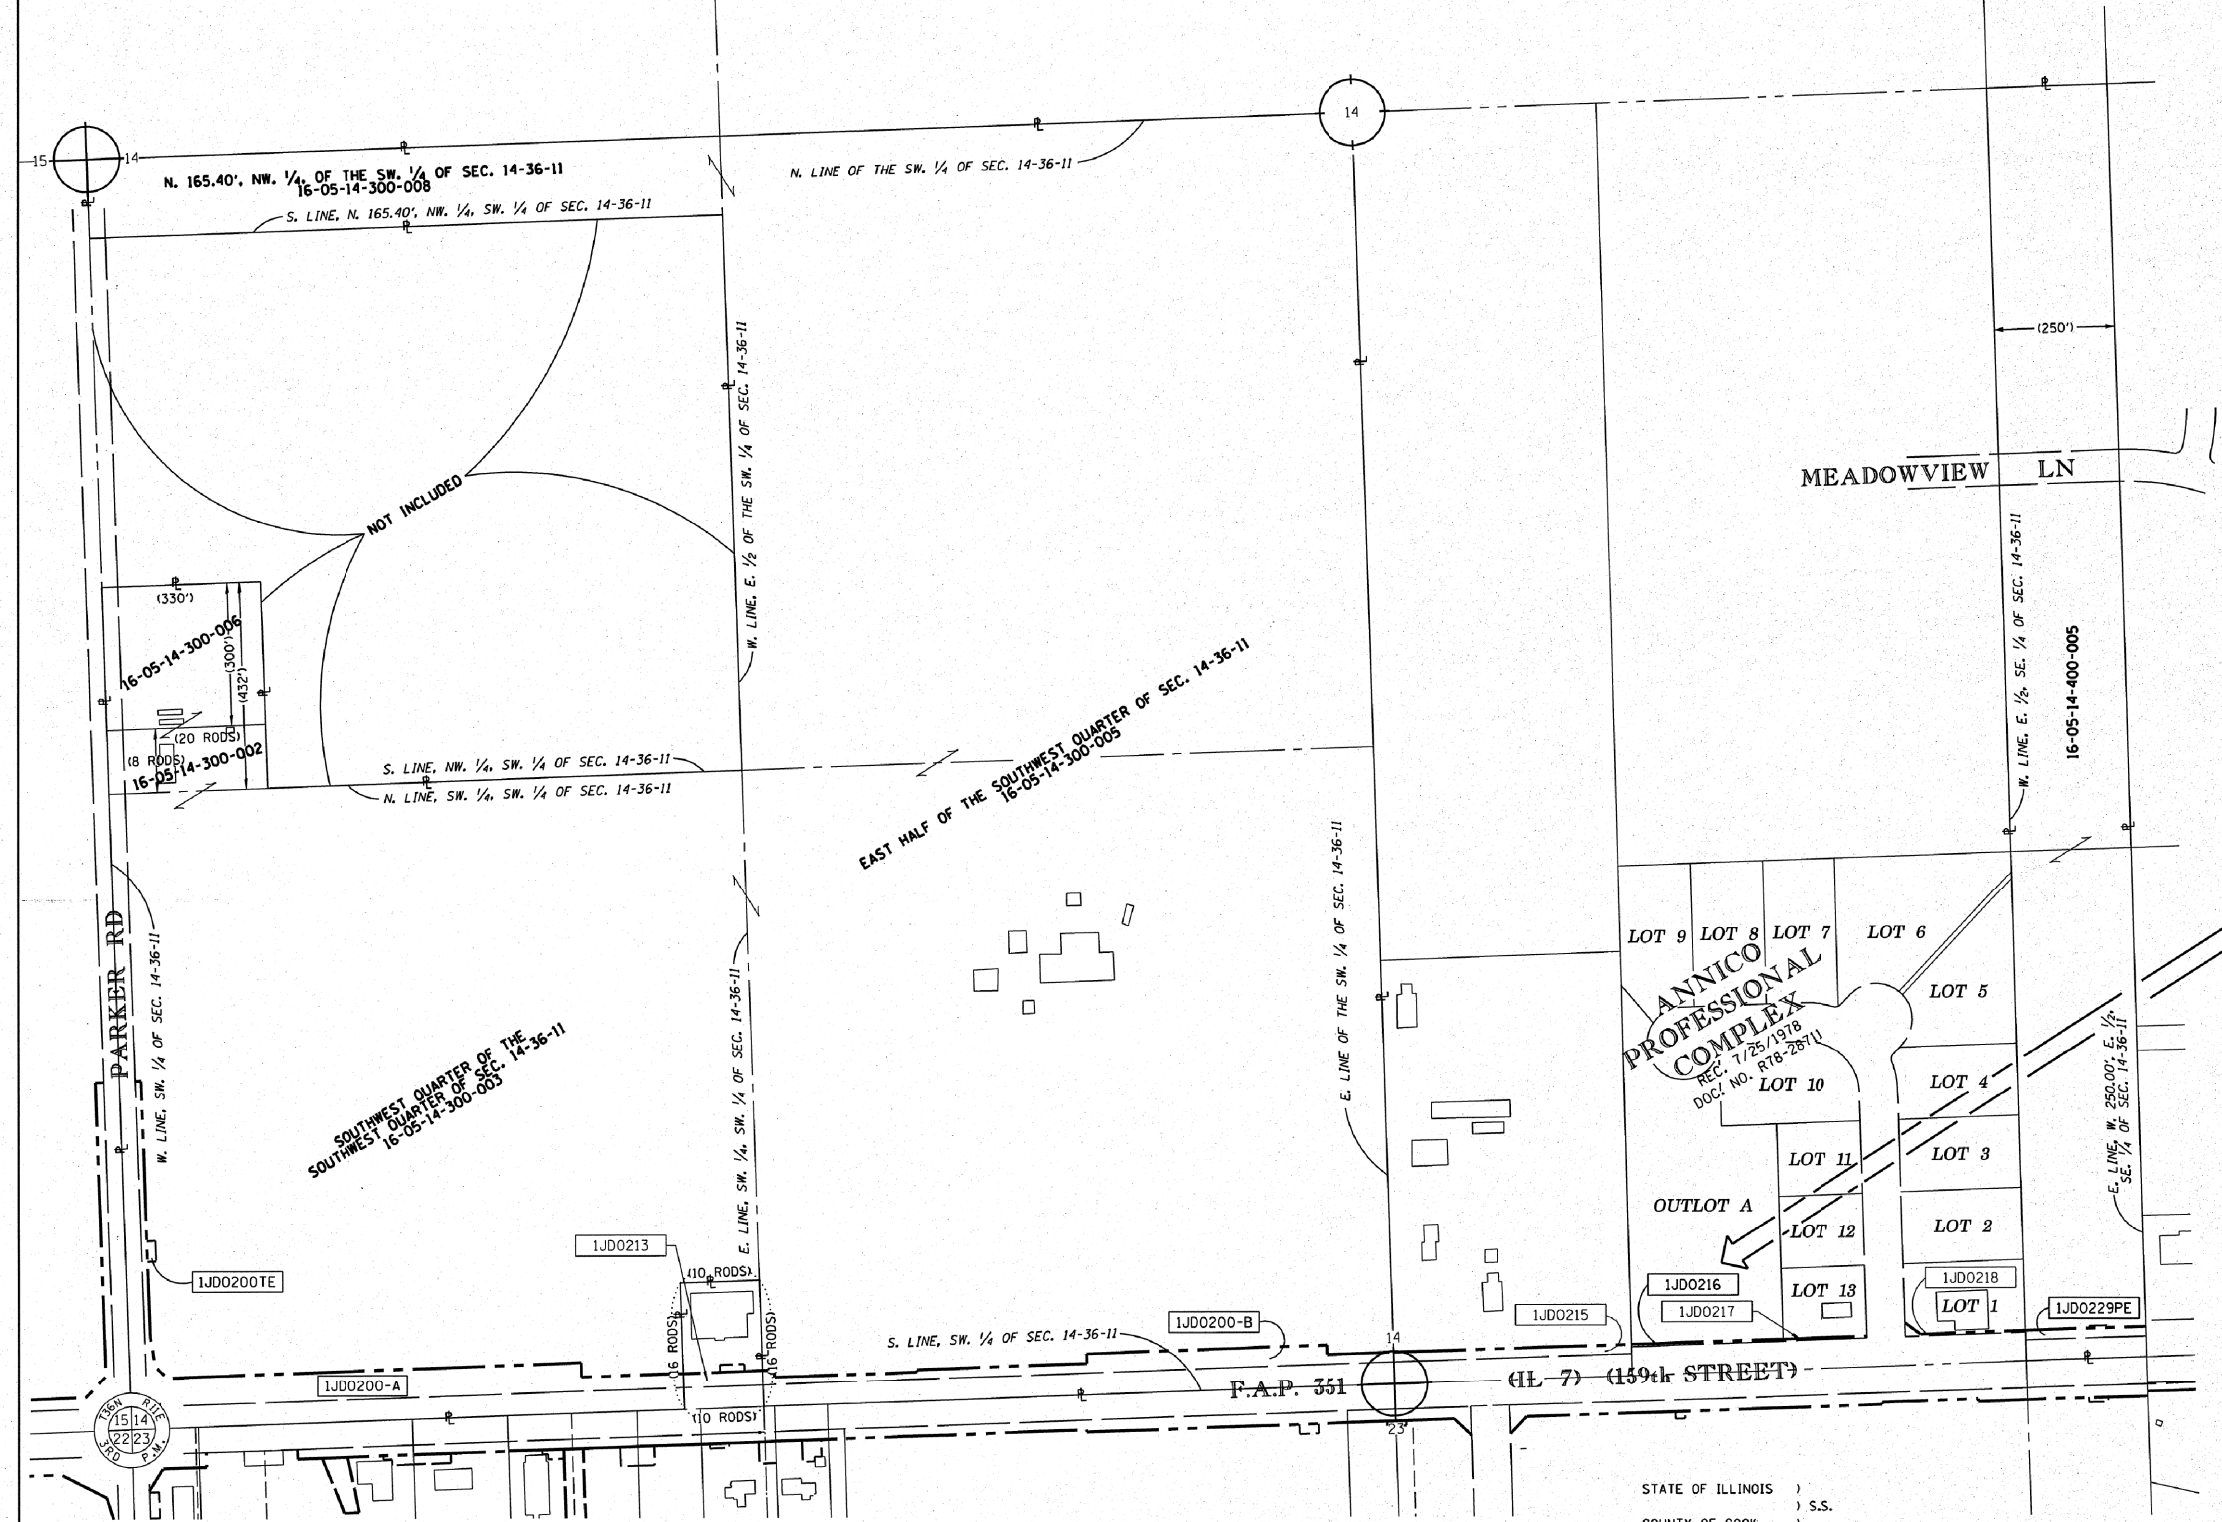 15
14
14
N. 165.40', NW. 1/4, OF THE SW. 1/4 OF SEC. 14-36-11
16-05-14-300-008
S. LINE, N. 165.40', NW. 1/4, SW. 1/4 OF SEC. 14-36-11
N. LINE OF THE SW. 1/4 OF SEC. 14-36-11
W. LINE, E. 1/2 OF THE SW. 1/4 OF SEC. 14-36-11
(250')
NOT INCLUDED
MEADOWVIEW LN
(330')
16-05-14-300-006
(300')
(432')
(20 RODS)
(8 RODS)
16-05-14-300-002
S. LINE, NW. 1/4, SW. 1/4 OF SEC. 14-36-11
N. LINE, SW. 1/4, SW. 1/4 OF SEC. 14-36-11
EAST HALF OF THE SOUTHWEST QUARTER OF SEC. 14-36-11
16-05-14-300-005
W. LINE, E. 1/2, SE. 1/4 OF SEC. 14-36-11
16-05-14-400-005
PARKER RD
W. LINE, SW. 1/4 OF SEC. 14-36-11
SOUTHWEST QUARTER OF THE
SOUTHWEST QUARTER OF SEC. 14-36-11
16-05-14-300-003
E. LINE, SW. 1/4, SW. 1/4 OF SEC. 14-36-11
E. LINE OF THE SW. 1/4 OF SEC. 14-36-11
LOT 9
LOT 8
LOT 7
LOT 6
LOT 5
ANNICO
PROFESSIONAL
COMPLEX
REC. 7/25/1978
DOC. NO. R78-28711
LOT 10
LOT 4
LOT 11
LOT 3
OUTLOT A
LOT 12
LOT 2
LOT 13
LOT 1
E. LINE, W. 250.00', E. 1/2,
SE. 1/4 OF SEC. 14-36-11
1JD0200TE
1JD0213
(10 RODS)
(16 RODS)
(16 RODS)
(10 RODS)
1JD0200-A
S. LINE, SW. 1/4 OF SEC. 14-36-11
1JD0200-B
1JD0215
1JD0216
1JD0217
1JD0218
1JD0229PE
14
23
F.A.P. 351
(IL 7) (159th STREET)
T36N R11E
15 14
22 23
3RD P.M.
STATE OF ILLINOIS )
) S.S.
COUNTY OF COOK )